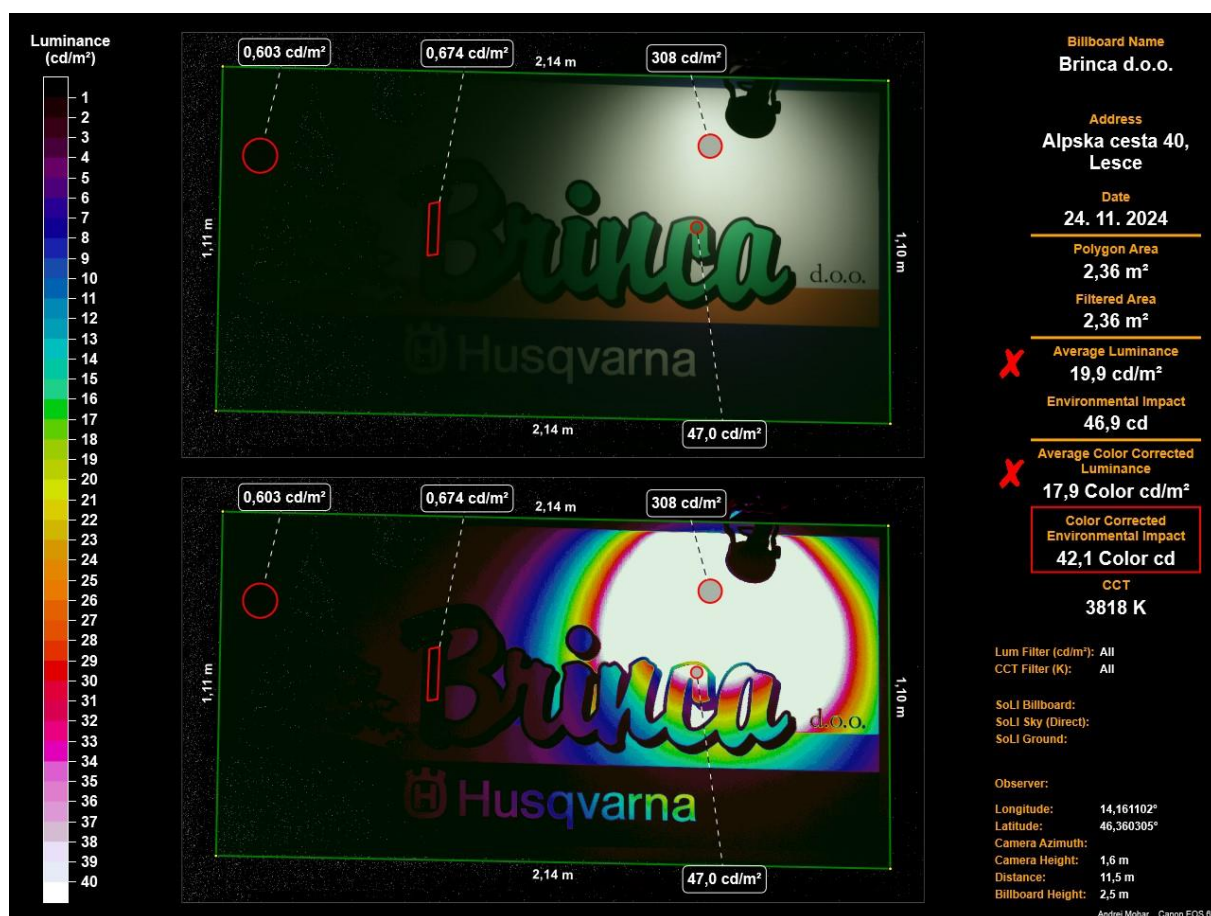 Luminance
(cd/m²)
1
2
3
4
5
6
7
8
9
10
11
12
13
14
15
16
17
18
19
20
21
22
23
24
25
26
27
28
29
30
31
32
33
34
35
36
37
38
39
40
0,603 cd/m²
0,674 cd/m²
2,14 m
308 cd/m²
1,11 m
1,10 m
Brinca
d.o.o.
Husqvarna
2,14 m
47,0 cd/m²
0,603 cd/m²
0,674 cd/m²
2,14 m
308 cd/m²
1,11 m
1,10 m
Brinca
d.o.o.
Husqvarna
2,14 m
47,0 cd/m²
Billboard Name
Brinca d.o.o.
Address
Alpska cesta 40,
Lesce
Date
24. 11. 2024
Polygon Area
2,36 m²
Filtered Area
2,36 m²
Average Luminance
19,9 cd/m²
Environmental Impact
46,9 cd
Average Color Corrected
Luminance
17,9 Color cd/m²
Color Corrected
Environmental Impact
42,1 Color cd
CCT
3818 K
Lum Filter (cd/m²): All
CCT Filter (K): All
SoLI Billboard:
SoLI Sky (Direct):
SoLI Ground:
Observer:
Longitude: 14,161102°
Latitude: 46,360305°
Camera Azimuth:
Camera Height: 1,6 m
Distance: 11,5 m
Billboard Height: 2,5 m
Andrej Mohar Canon EOS 6